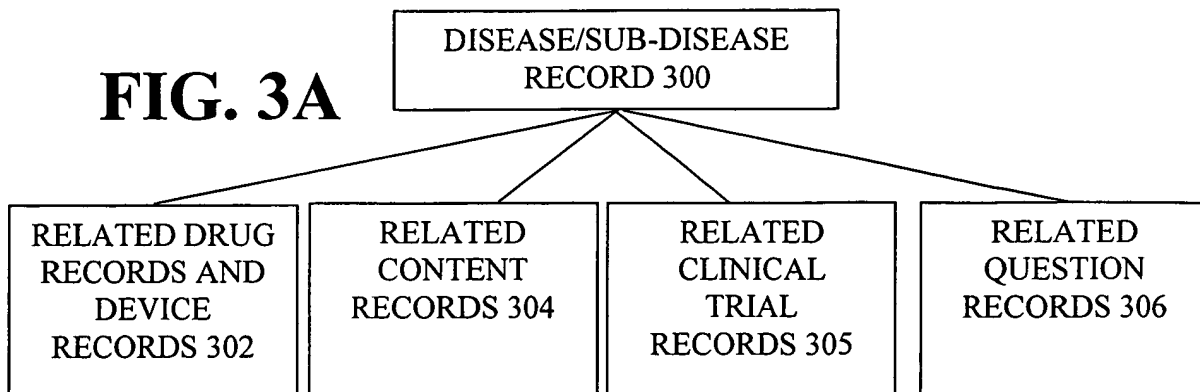 DISEASE/SUB-DISEASE
RECORD 300
FIG. 3A
RELATED DRUG
RECORDS AND
DEVICE
RECORDS 302
RELATED
CONTENT
RECORDS 304
RELATED
CLINICAL
TRIAL
RECORDS 305
RELATED
QUESTION
RECORDS 306